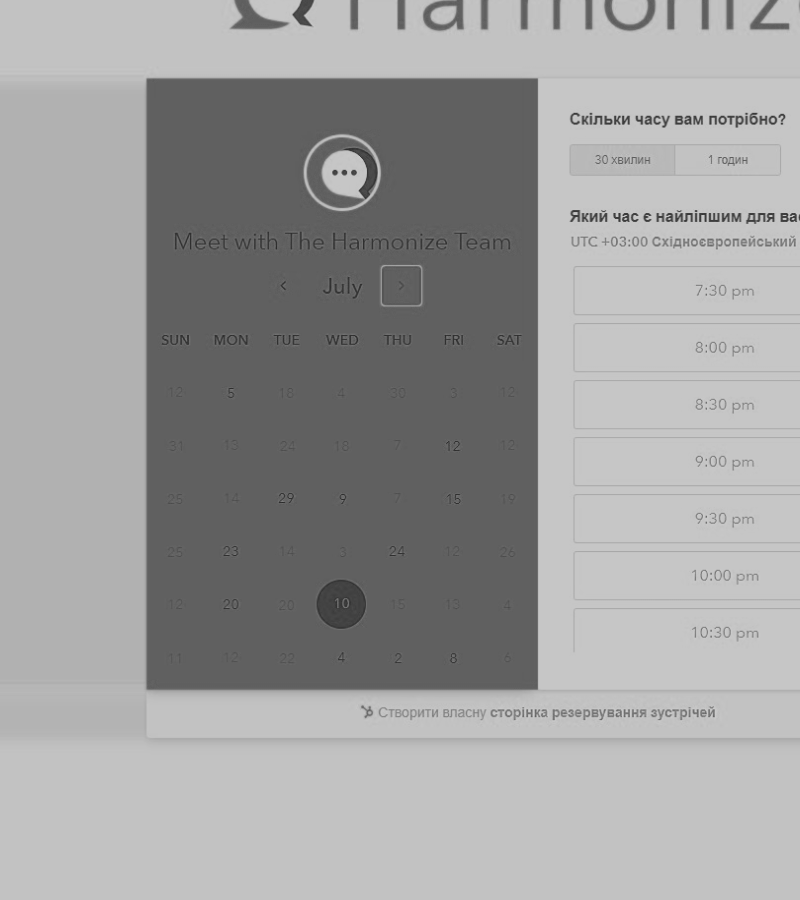 Harmonize
Meet with The Harmonize Team
July
SUN MON TUE WED THU FRI SAT
12 5 18 4 30 3 12
31 13 24 18 7 12 12
25 14 29 9 7 15 19
25 23 14 3 24 12 26
12 20 20 10 15 13 4
11 12 22 4 2 8 6
Скільки часу вам потрібно?
30 хвилин 1 годин
Який час є найліпшим для вас
UTC +03:00 Східноєвропейський
7:30 pm
8:00 pm
8:30 pm
9:00 pm
9:30 pm
10:00 pm
10:30 pm
Створити власну сторінка резервування зустрічей